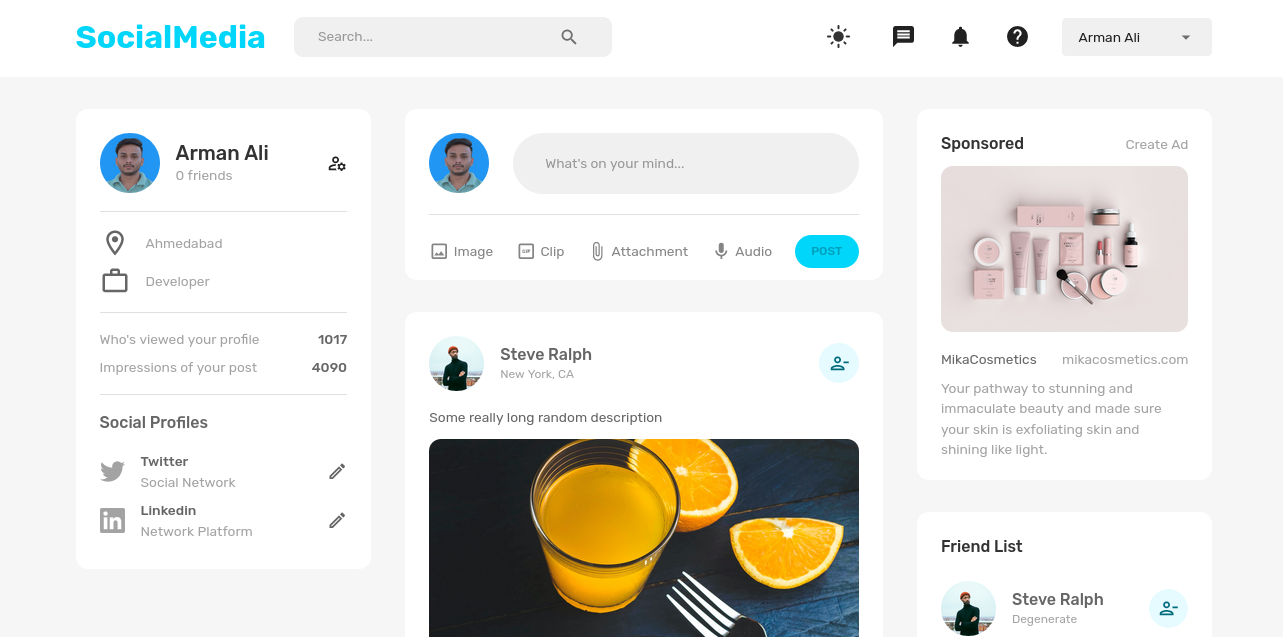 SocialMedia
Search...
Arman Ali
Arman Ali
0 friends
Ahmedabad
Developer
Who's viewed your profile 1017
Impressions of your post 4090
Social Profiles
Twitter
Social Network
Linkedin
Network Platform
What's on your mind...
Image
GIF
Clip
Attachment
Audio
POST
Steve Ralph
New York, CA
Some really long random description
Sponsored
Create Ad
MikaCosmetics
mikacosmetics.com
Your pathway to stunning and
immaculate beauty and made sure
your skin is exfoliating skin and
shining like light.
Friend List
Steve Ralph
Degenerate